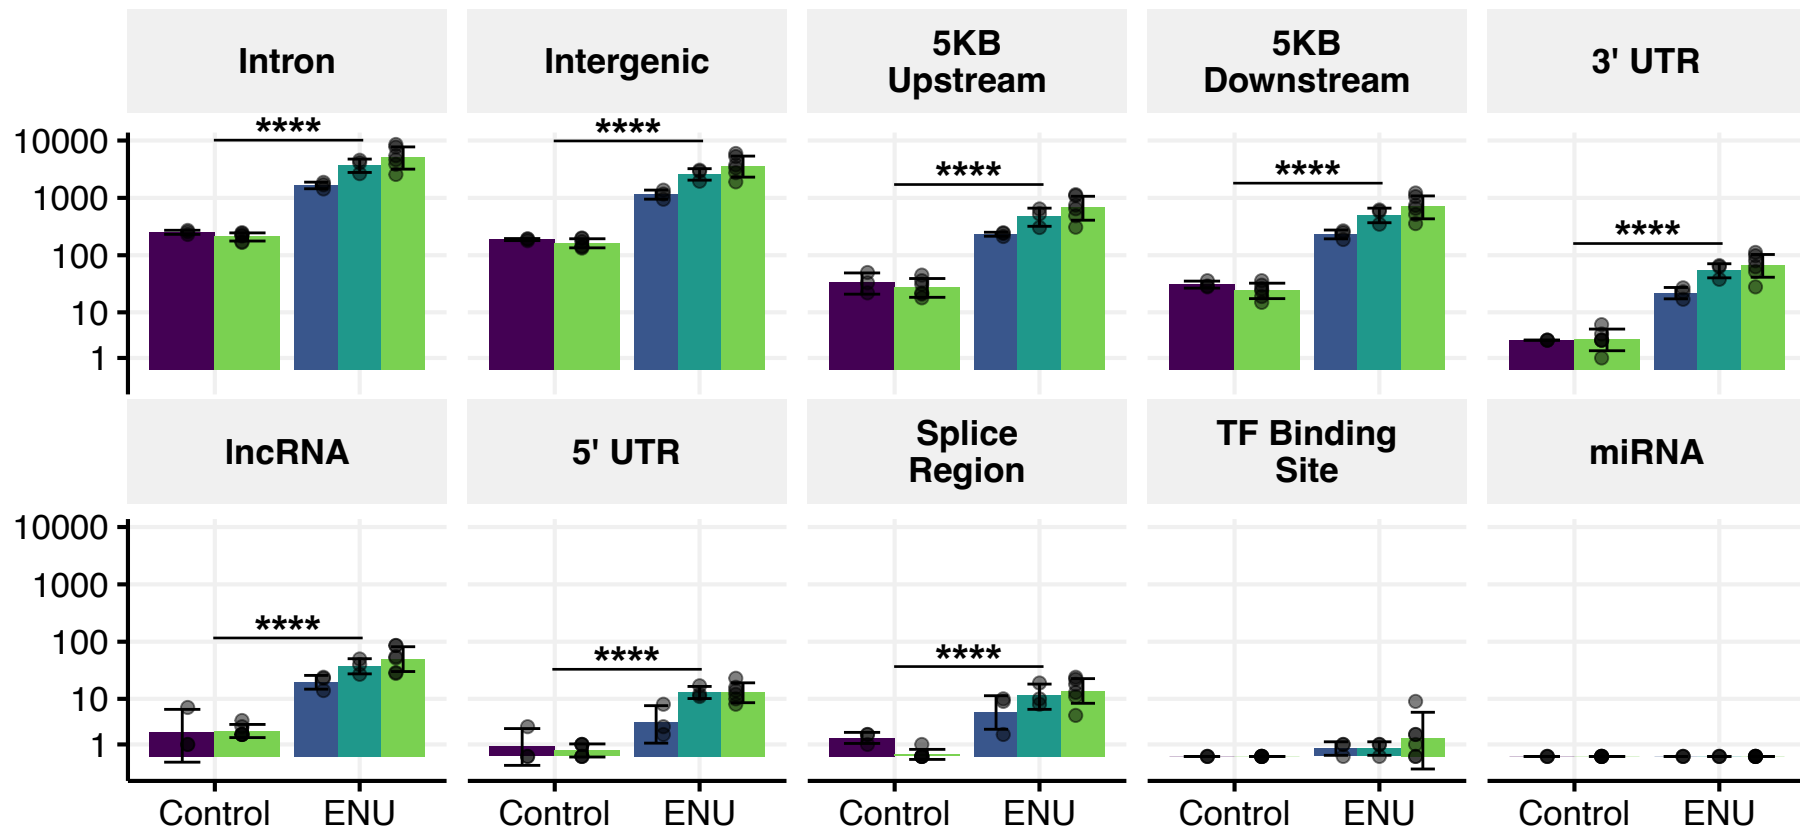 Intron
Intergenic
5KB
Upstream
5KB
Downstream
3' UTR
10000
1000
100
10
1
****
****
****
****
****
lncRNA
5' UTR
Splice
Region
TF Binding
Site
miRNA
10000
1000
100
10
1
****
****
****
Control
ENU
Control
ENU
Control
ENU
Control
ENU
Control
ENU